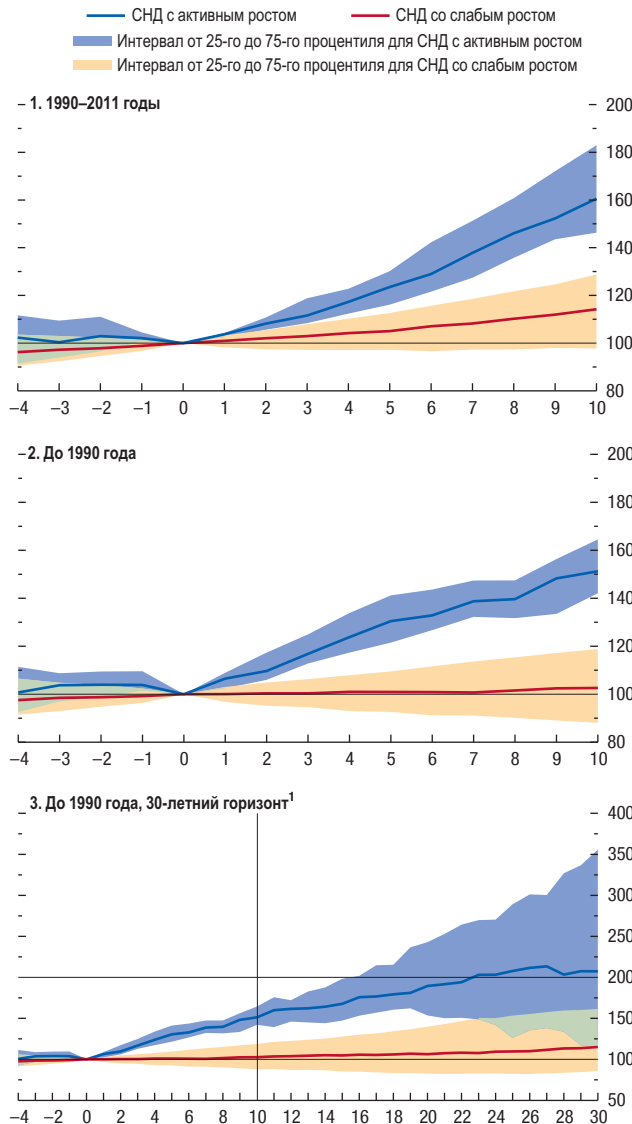 СНД с активным ростом СНД со слабым ростом
Интервал от 25-го до 75-го процентиля для СНД с активным ростом
Интервал от 25-го до 75-го процентиля для СНД со слабым ростом
1. 1990–2011 годы
200
180
160
140
120
100
80
–4 –3 –2 –1 0 1 2 3 4 5 6 7 8 9 10
2. До 1990 года
200
180
160
140
120
100
80
–4 –3 –2 –1 0 1 2 3 4 5 6 7 8 9 10
3. До 1990 года, 30-летний горизонт1
400
350
300
250
200
150
100
50
–4 –2 0 2 4 6 8 10 12 14 16 18 20 22 24 26 28 30